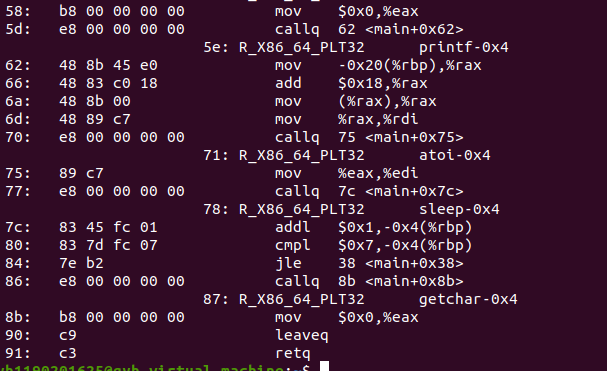 58: b8 00 00 00 00 mov $0x0,%eax
5d: e8 00 00 00 00 callq 62 <main+0x62>
5e: R_X86_64_PLT32 printf-0x4
62: 48 8b 45 e0 mov -0x20(%rbp),%rax
66: 48 83 c0 18 add $0x18,%rax
6a: 48 8b 00 mov (%rax),%rax
6d: 48 89 c7 mov %rax,%rdi
70: e8 00 00 00 00 callq 75 <main+0x75>
71: R_X86_64_PLT32 atoi-0x4
75: 89 c7 mov %eax,%edi
77: e8 00 00 00 00 callq 7c <main+0x7c>
78: R_X86_64_PLT32 sleep-0x4
7c: 83 45 fc 01 addl $0x1,-0x4(%rbp)
80: 83 7d fc 07 cmpl $0x7,-0x4(%rbp)
84: 7e b2 jle 38 <main+0x38>
86: e8 00 00 00 00 callq 8b <main+0x8b>
87: R_X86_64_PLT32 getchar-0x4
8b: b8 00 00 00 00 mov $0x0,%eax
90: c9 leaveq
91: c3 retq